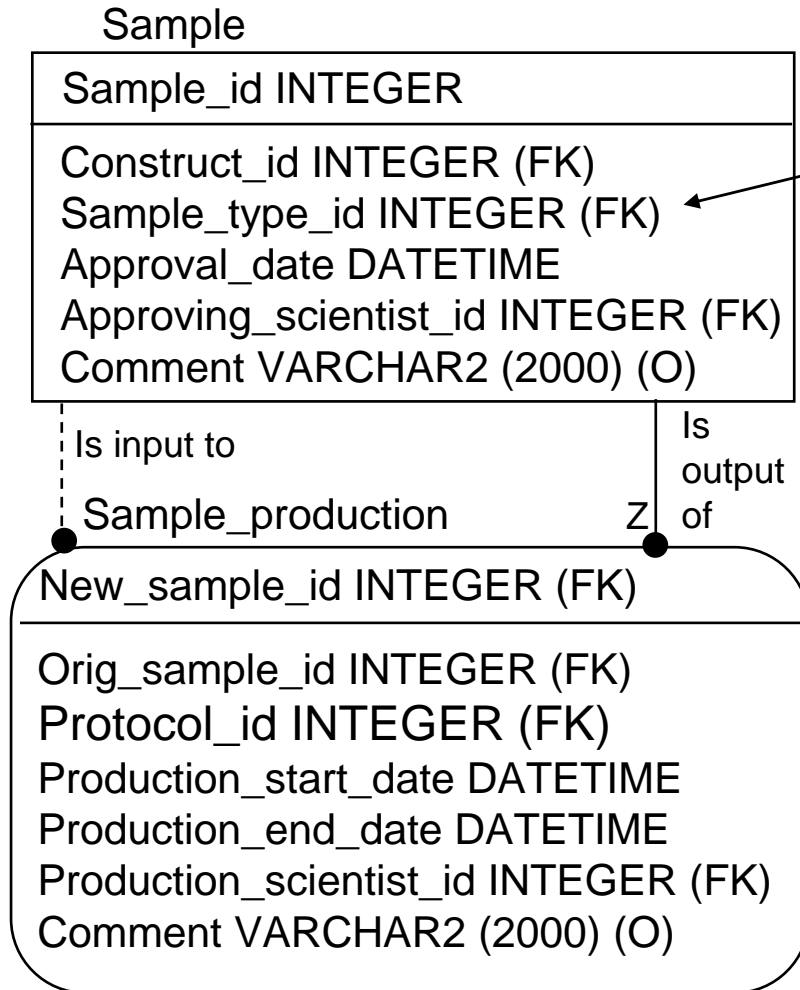 Sample
Sample_id INTEGER
Construct_id INTEGER (FK)
Sample_type_id INTEGER (FK)
Approval_date DATETIME
Approving_scientist_id INTEGER (FK)
Comment VARCHAR2 (2000) (O)
Is input to
Is
output
of
Sample_production
Z
New_sample_id INTEGER (FK)
Orig_sample_id INTEGER (FK)
Protocol_id INTEGER (FK)
Production_start_date DATETIME
Production_end_date DATETIME
Production_scientist_id INTEGER (FK)
Comment VARCHAR2 (2000) (O)